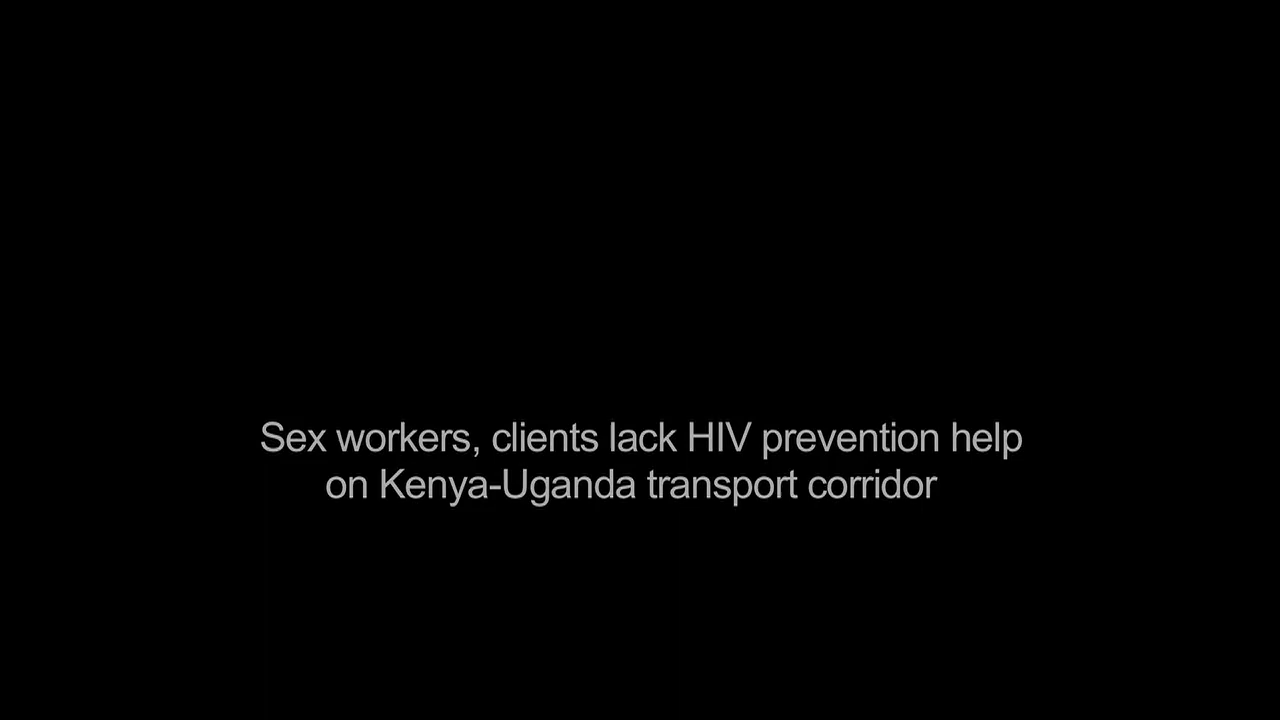 Sex workers, clients lack HIV prevention help
on Kenya-Uganda transport corridor